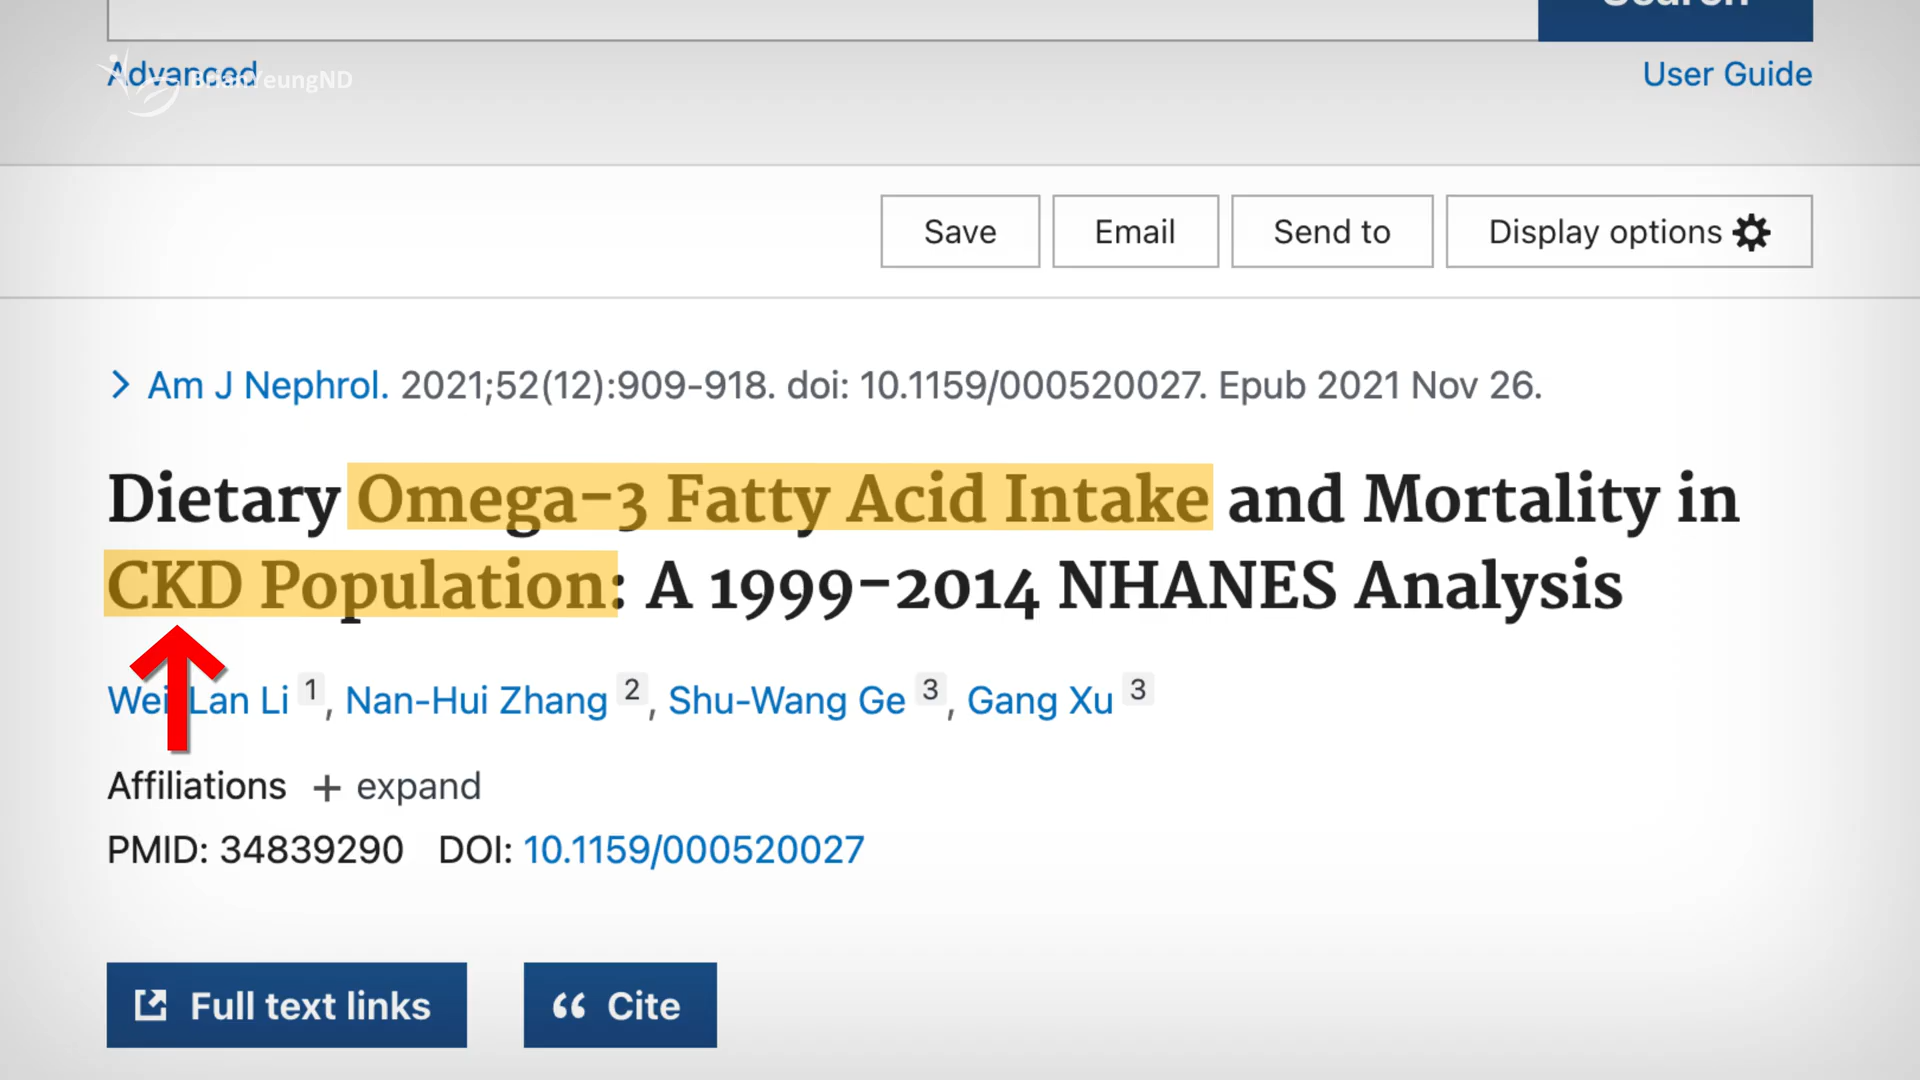 Search
Advanced
BrianYeungND
User Guide
Save
Email
Send to
Display options
Am J Nephrol. 2021;52(12):909-918. doi: 10.1159/000520027. Epub 2021 Nov 26.
Dietary Omega-3 Fatty Acid Intake and Mortality in
CKD Population: A 1999-2014 NHANES Analysis
Wei-Lan Li 1, Nan-Hui Zhang 2, Shu-Wang Ge 3, Gang Xu 3
Affiliations + expand
PMID: 34839290 DOI: 10.1159/000520027
Full text links
Cite